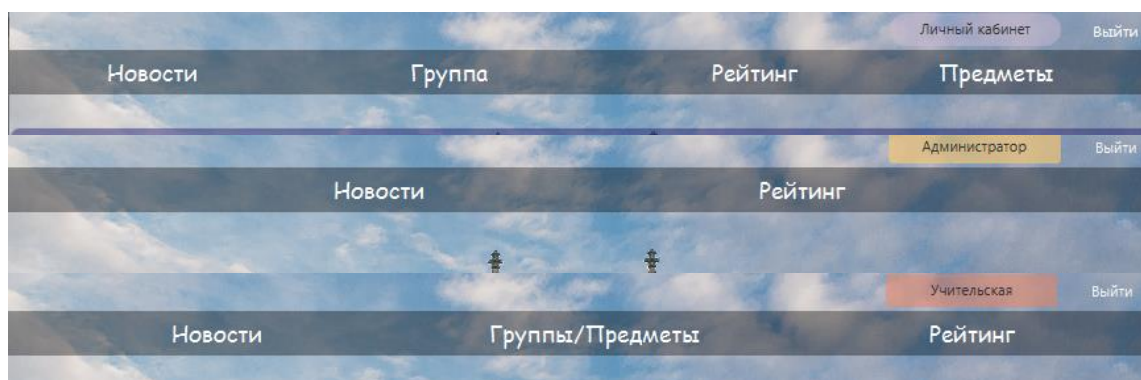 Личный кабинет Выйти
Новости Группа Рейтинг Предметы
Администратор Выйти
Новости Рейтинг
Учительская Выйти
Новости Группы/Предметы Рейтинг